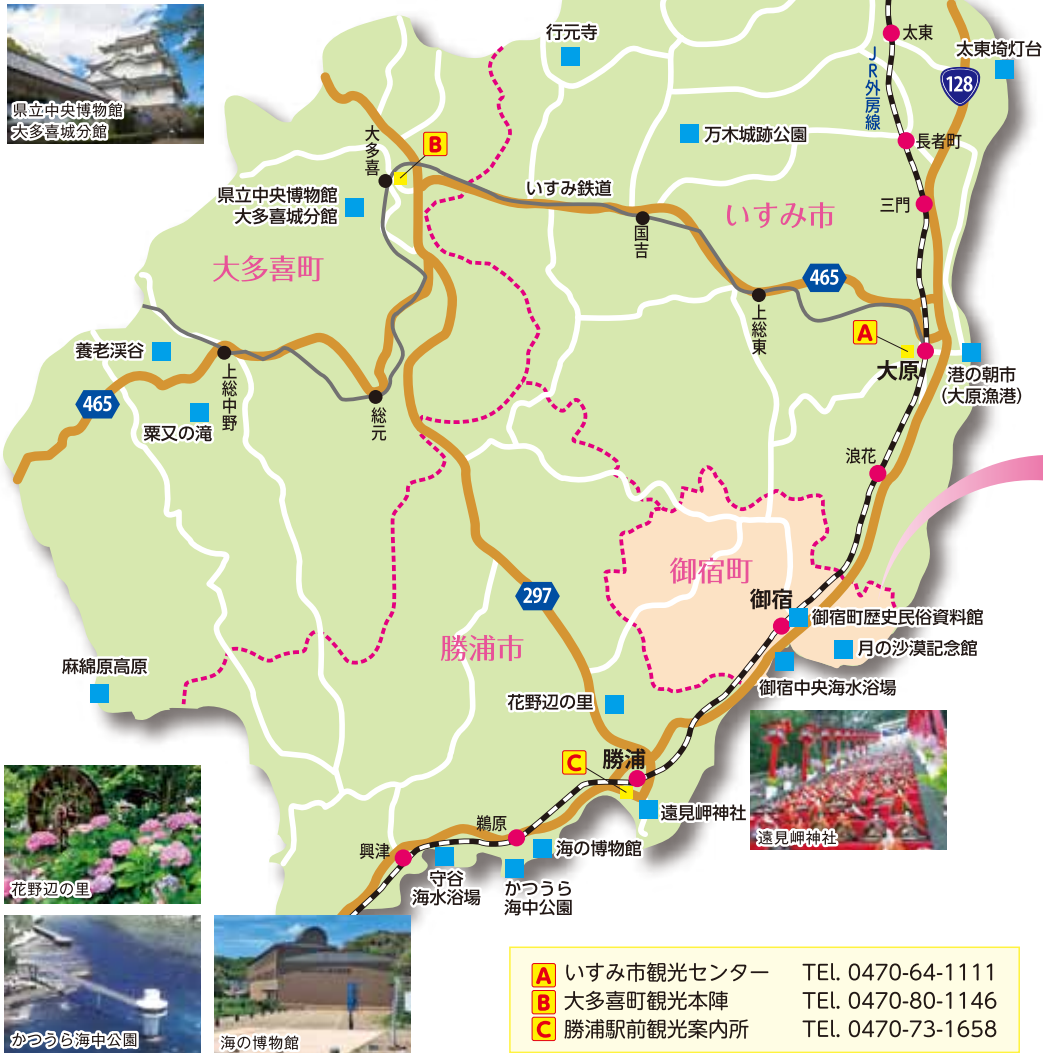 県立中央博物館
大多喜城分館
行元寺
太東
太東埼灯台
JR外房線
128
大多喜
B
万木城跡公園
長者町
県立中央博物館
大多喜城分館
いすみ鉄道
三門
いすみ市
国吉
大多喜町
465
上総東
A
大原
港の朝市
(大原漁港)
養老渓谷
上総中野
465
総元
粟又の滝
浪花
御宿町
297
御宿
御宿町歴史民俗資料館
月の沙漠記念館
御宿中央海水浴場
勝浦市
麻綿原高原
花野辺の里
C
勝浦
遠見岬神社
遠見岬神社
鵜原
海の博物館
興津
守谷
海水浴場
かつうら
海中公園
花野辺の里
かつうら海中公園
海の博物館
A いすみ市観光センター TEL. 0470-64-1111
B 大多喜町観光本陣 TEL. 0470-80-1146
C 勝浦駅前観光案内所 TEL. 0470-73-1658